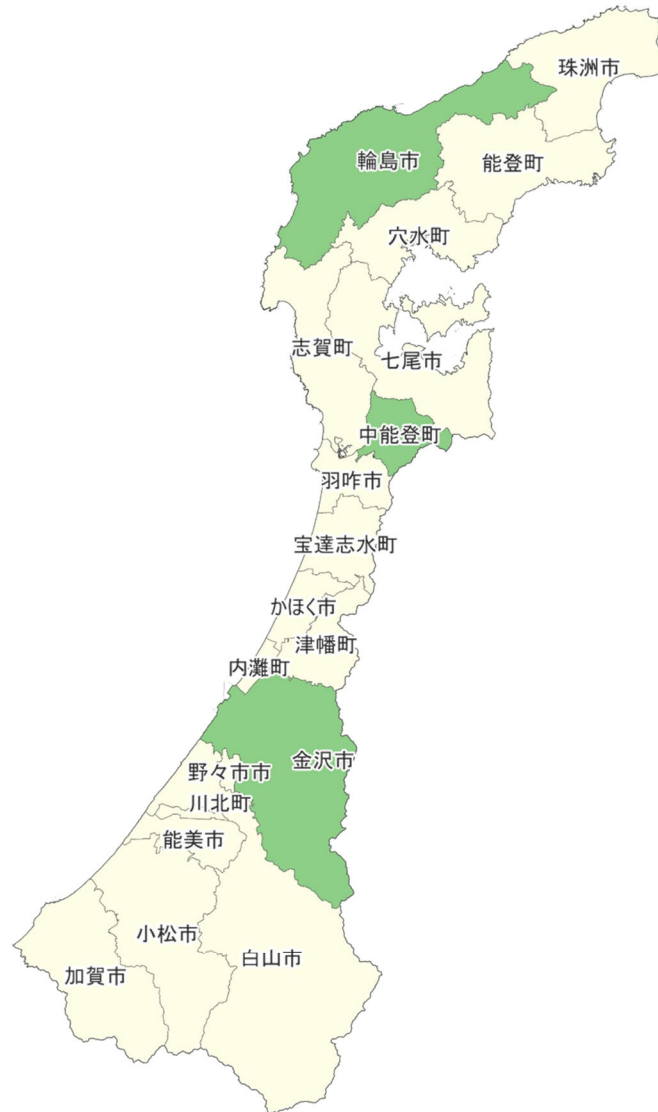 珠洲市
輪島市
能登町
穴水町
志賀町
七尾市
中能登町
羽咋市
宝達志水町
かほく市
津幡町
内灘町
金沢市
野々市市
川北町
能美市
小松市
白山市
加賀市